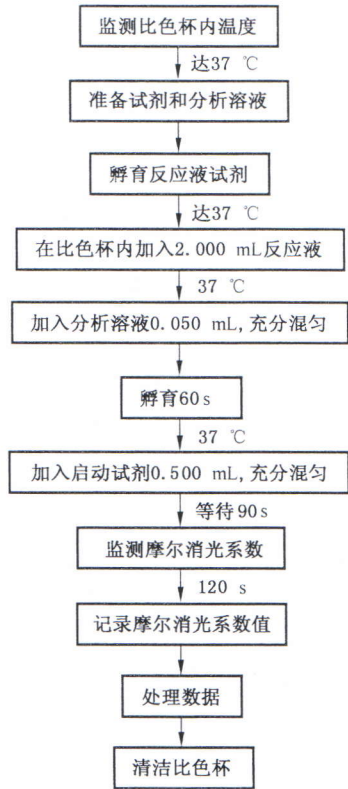 监测比色杯内温度
达37 ℃
准备试剂和分析溶液
孵育反应液试剂
达37 ℃
在比色杯内加入2.000 mL反应液
37 ℃
加入分析溶液0.050 mL,充分混匀
孵育60s
37 ℃
加入启动试剂0.500 mL,充分混匀
等待90s
监测摩尔消光系数
120 s
记录摩尔消光系数值
处理数据
清洁比色杯